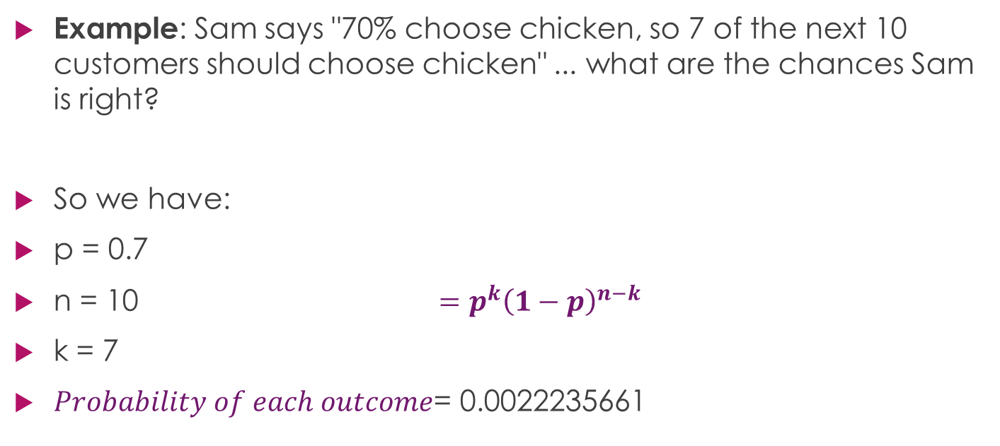 ▶ Example: Sam says "70% choose chicken, so 7 of the next 10
customers should choose chicken" ... what are the chances Sam
is right?
▶ So we have:
▶ p = 0.7
▶ n = 10
= p^k(1 − p)^{n−k}
▶ k = 7
▶ Probability of each outcome= 0.0022235661